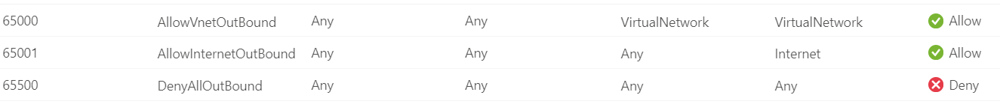 65000 AllowVnetOutBound Any Any VirtualNetwork VirtualNetwork Allow
65001 AllowInternetOutBound Any Any Any Internet Allow
65500 DenyAllOutBound Any Any Any Any Deny